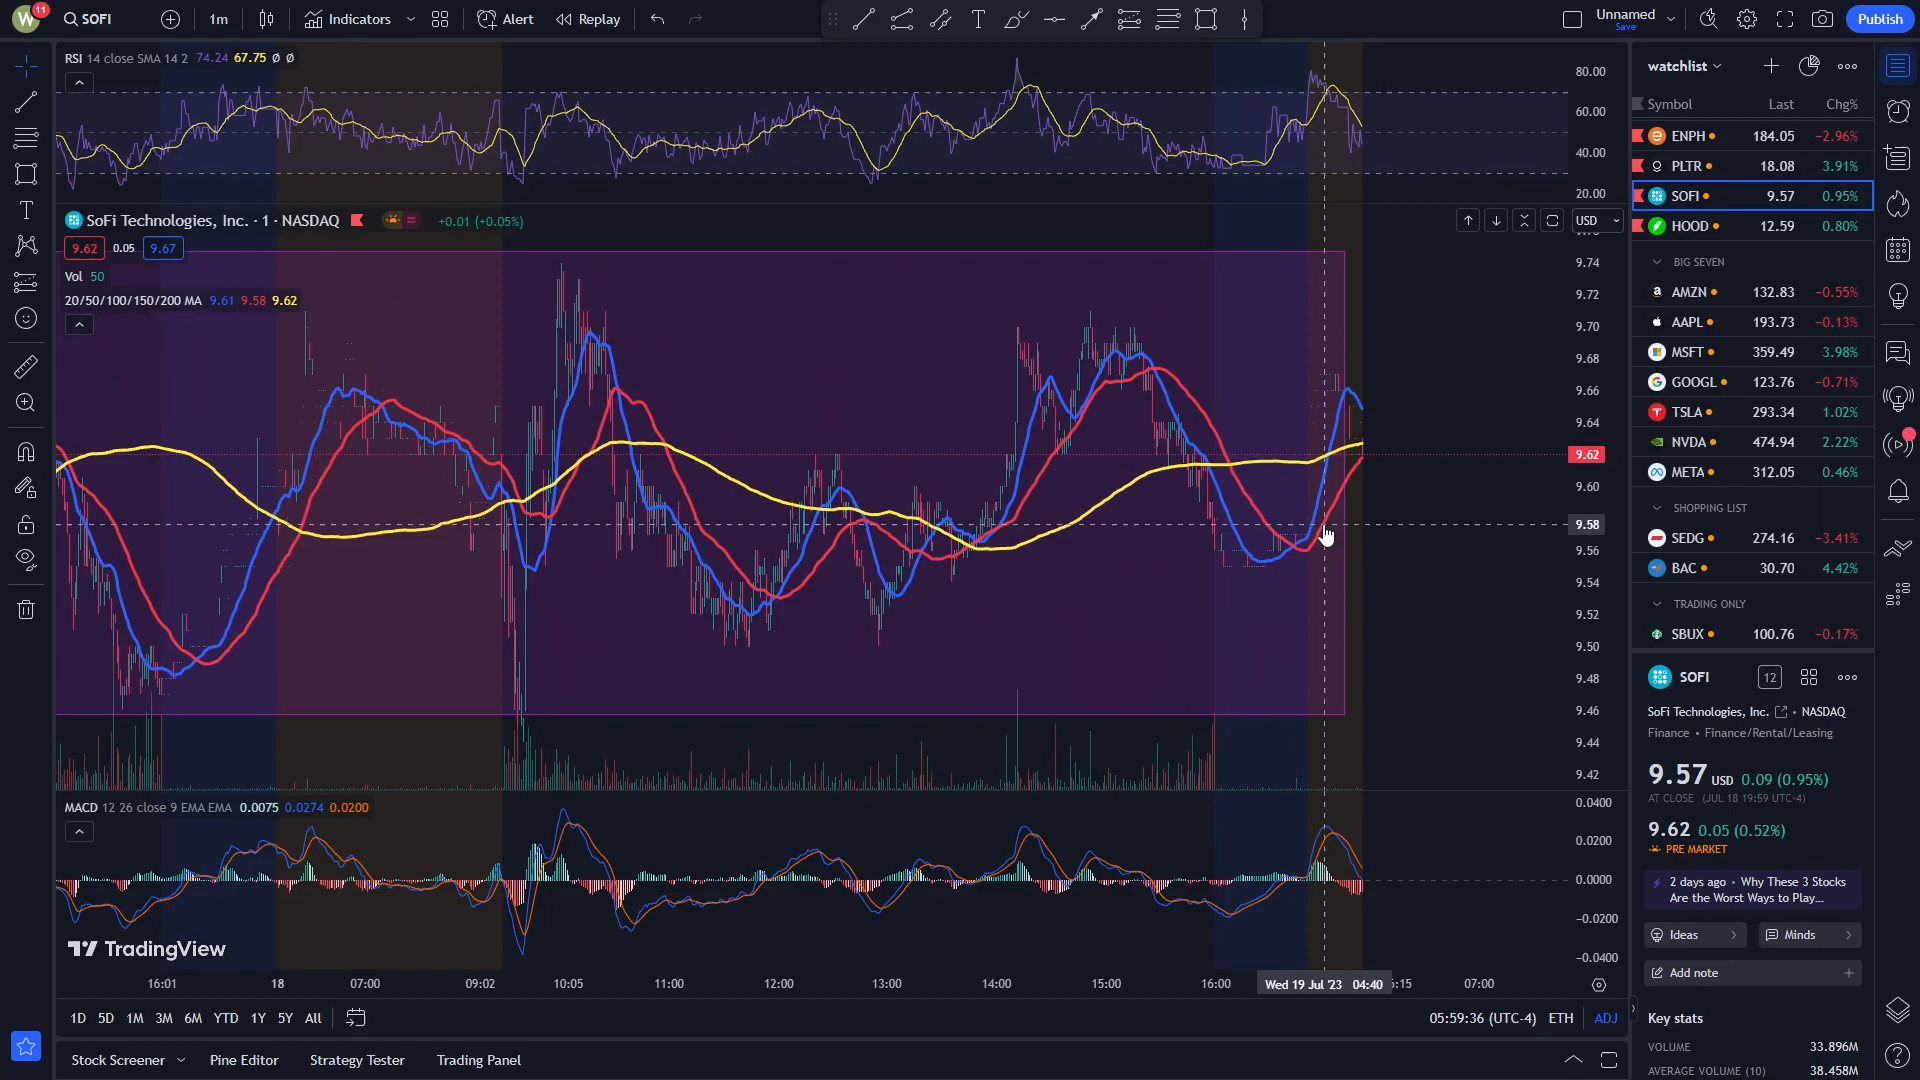 W 11 SOFI 1m Indicators Alert Replay Unnamed Save Publish
RSI 14 close SMA 14 2 74.24 67.75 Ø Ø
80.00
60.00
40.00
20.00
SoFi Technologies, Inc. · 1 · NASDAQ +0.01 (+0.05%)
USD
9.62 0.05 9.67
Vol 50
20/50/100/150/200 MA 9.61 9.58 9.62
9.74
9.72
9.70
9.68
9.66
9.64
9.62
9.60
9.58
9.56
9.54
9.52
9.50
9.48
9.46
9.44
9.42
MACD 12 26 close 9 EMA EMA 0.0075 0.0274 0.0200
0.0400
0.0200
0.0000
−0.0200
−0.0400
TradingView
16:01 18 07:00 09:02 10:05 11:00 12:00 13:00 14:00 15:00 16:00 Wed 19 Jul '23 04:40 :15 07:00
1D 5D 1M 3M 6M YTD 1Y 5Y All 05:59:36 (UTC-4) ETH ADJ
Stock Screener Pine Editor Strategy Tester Trading Panel
watchlist
Symbol Last Chg%
ENPH 184.05 −2.96%
PLTR 18.08 3.91%
SOFI 9.57 0.95%
HOOD 12.59 0.80%
BIG SEVEN
AMZN 132.83 −0.55%
AAPL 193.73 −0.13%
MSFT 359.49 3.98%
GOOGL 123.76 −0.71%
TSLA 293.34 1.02%
NVDA 474.94 2.22%
META 312.05 0.46%
SHOPPING LIST
SEDG 274.16 −3.41%
BAC 30.70 4.42%
TRADING ONLY
SBUX 100.76 −0.17%
SOFI 12
SoFi Technologies, Inc. • NASDAQ
Finance • Finance/Rental/Leasing
9.57 USD 0.09 (0.95%)
AT CLOSE (JUL 18 19:59 UTC-4)
9.62 0.05 (0.52%)
PRE MARKET
2 days ago • Why These 3 Stocks
Are the Worst Ways to Play...
Ideas Minds
Add note
Key stats
VOLUME 33.896M
AVERAGE VOLUME (10) 38.458M